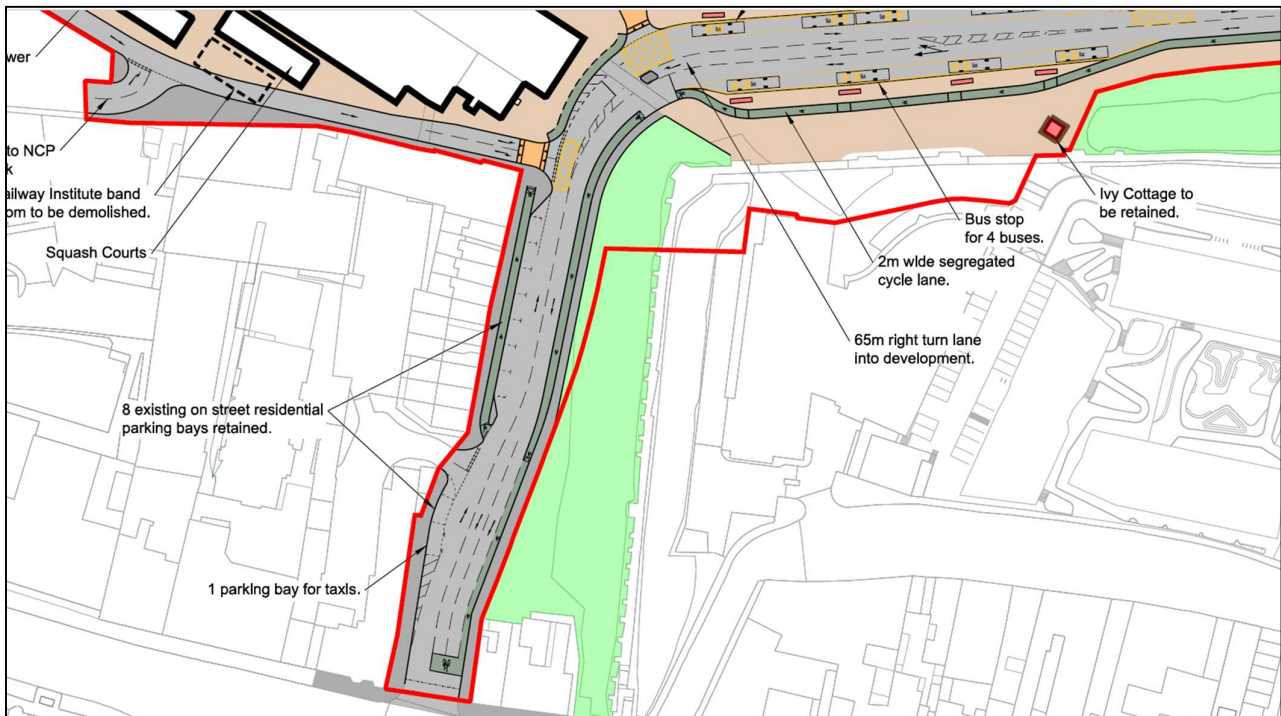 wer
to NCP
k
ailway Institute band
om to be demolished.
Squash Courts
8 existing on street residential
parking bays retained.
1 parking bay for taxis.
Ivy Cottage to
be retained.
Bus stop
for 4 buses.
2m wide segregated
cycle lane.
65m right turn lane
into development.